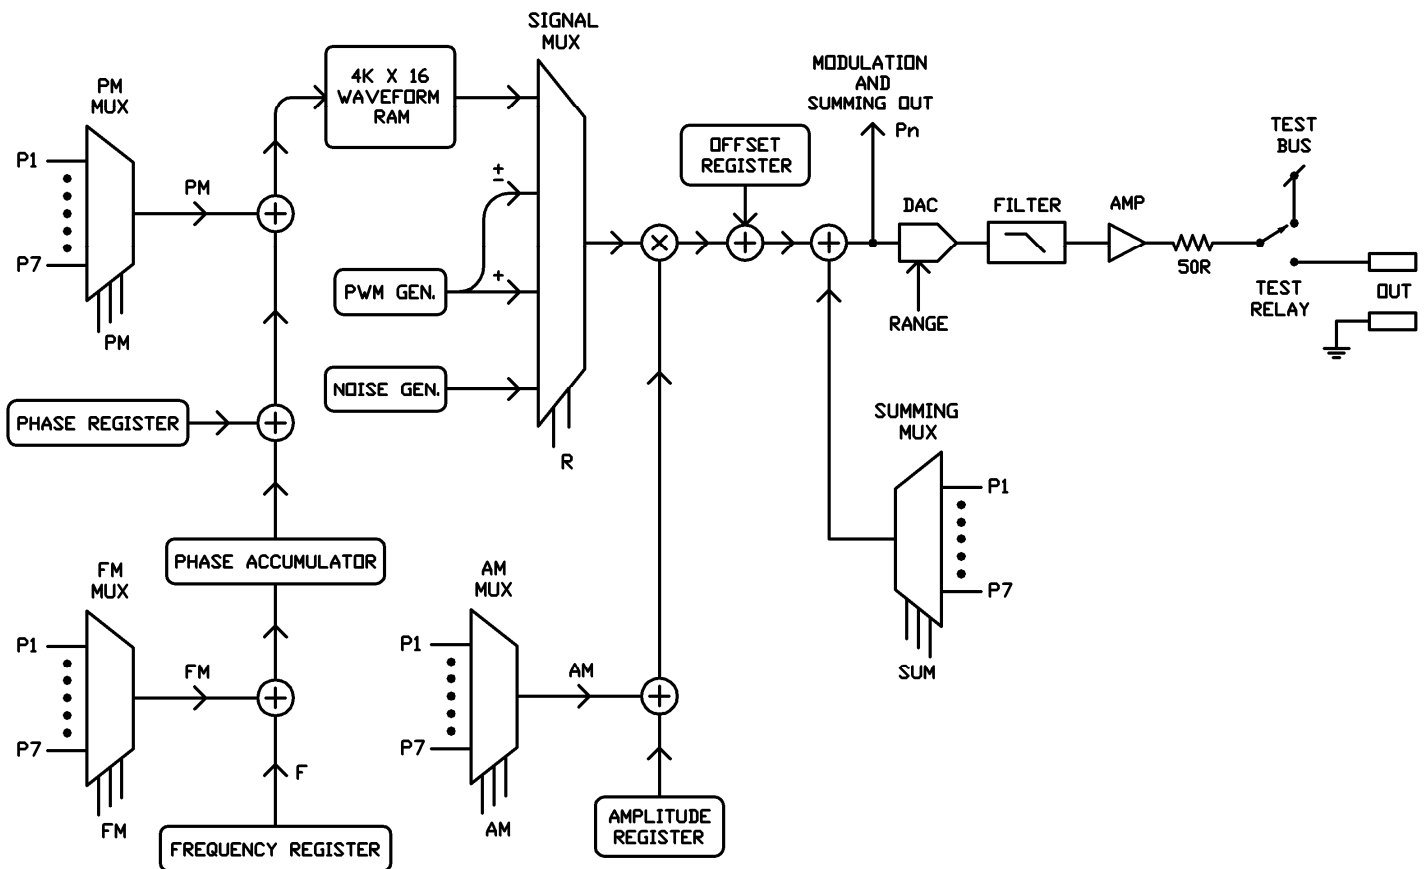 SIGNAL
MUX
4K X 16
WAVEFORM
RAM
PM
MUX
P1
P7
PM
PM
±
+
PWM GEN.
NOISE GEN.
R
PHASE REGISTER
PHASE ACCUMULATOR
FM
MUX
P1
P7
FM
FM
F
FREQUENCY REGISTER
AM
MUX
P1
P7
AM
AM
AMPLITUDE
REGISTER
OFFSET
REGISTER
MODULATION
AND
SUMMING OUT
Pn
DAC
RANGE
FILTER
AMP
50R
TEST
BUS
TEST
RELAY
OUT
SUMMING
MUX
P1
P7
SUM